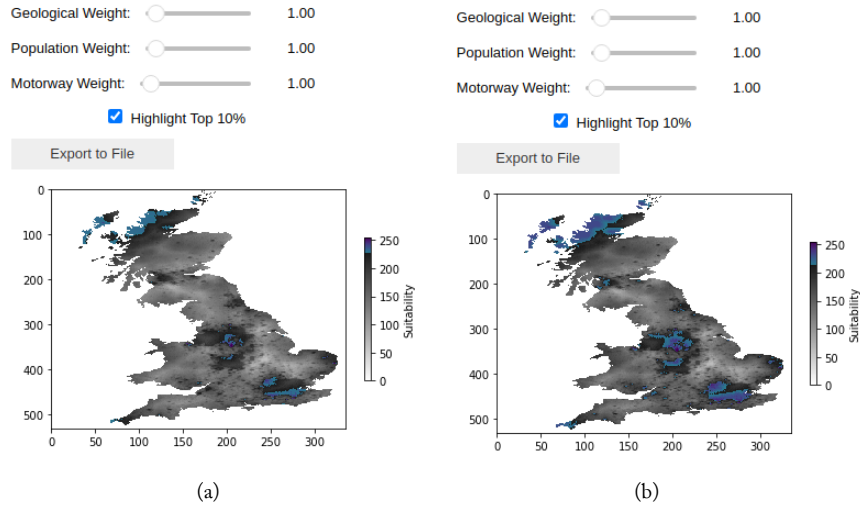 Geological Weight: 1.00
Population Weight: 1.00
Motorway Weight: 1.00
Highlight Top 10%
Export to File
0
100
200
300
400
500
0 50 100 150 200 250 300
250
200
150
100
50
0
Suitability
(a)
Geological Weight: 1.00
Population Weight: 1.00
Motorway Weight: 1.00
Highlight Top 10%
Export to File
0
100
200
300
400
500
0 50 100 150 200 250 300
250
200
150
100
50
0
Suitability
(b)